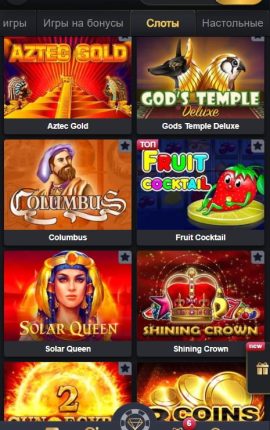 игры Игры на бонусы Слоты Настольные
AZTEC GOLD
GOD'S TEMPLE
Deluxe
Aztec Gold
Gods Temple Deluxe
COLUMBUS
ТОП
FRUIT
COCKTAIL
Columbus
Fruit Cocktail
SOLAR QUEEN
7
SHINING CROWN
new
Solar Queen
Shining Crown
2
COINS
6